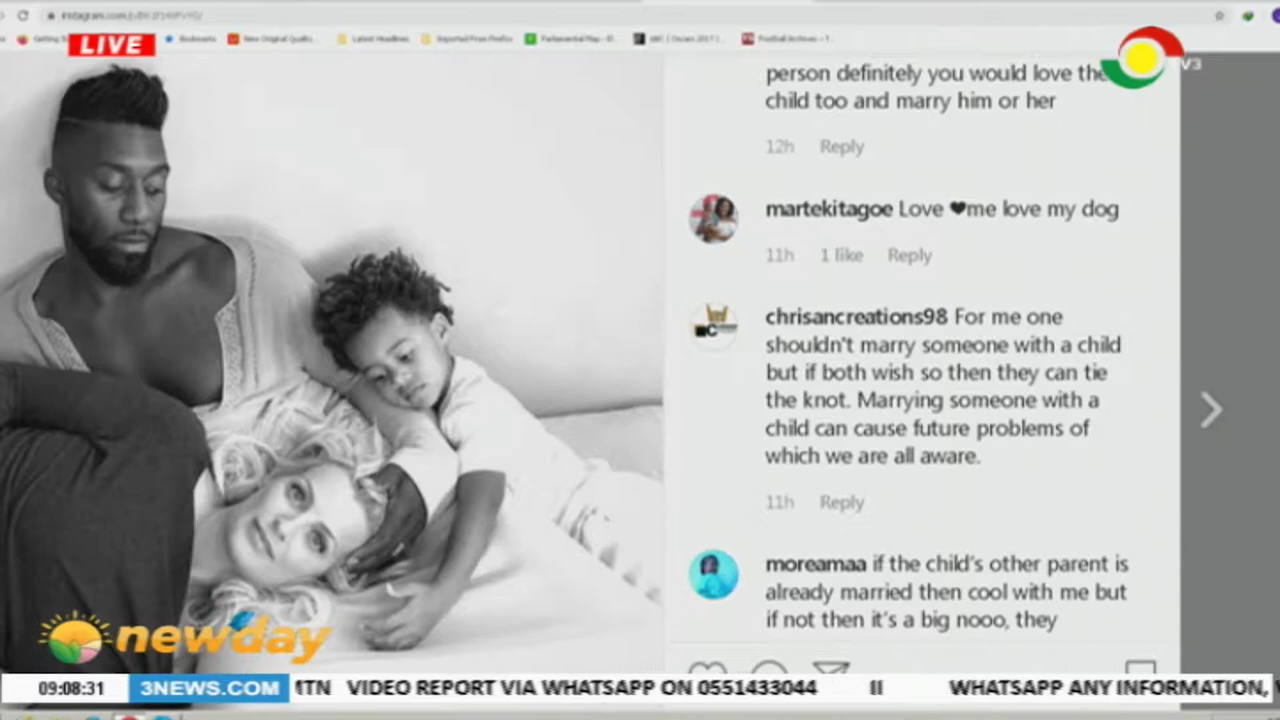 LIVE
V3
person definitely you would love the
child too and marry him or her
12h Reply
martekitagoe Love ❤me love my dog
11h 1 like Reply
chrisancreations98 For me one
shouldn't marry someone with a child
but if both wish so then they can tie
the knot. Marrying someone with a
child can cause future problems of
which we are all aware.
11h Reply
moreamaa if the child's other parent is
already married then cool with me but
if not then it's a big nooo, they
newday
09:08:31 3NEWS.COM MTN VIDEO REPORT VIA WHATSAPP ON 0551433044 WHATSAPP ANY INFORMATION,